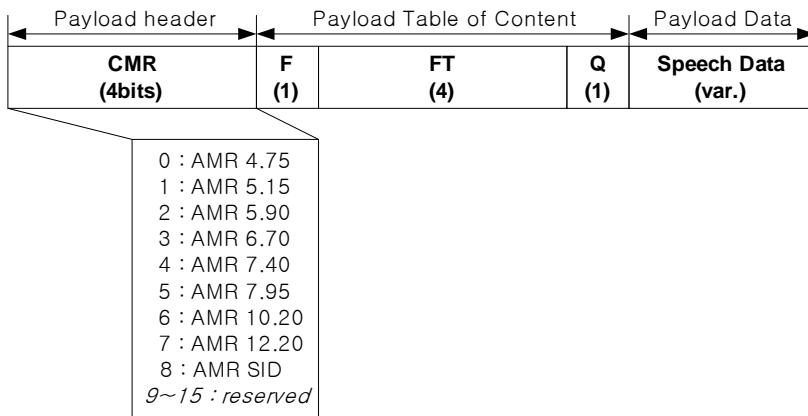 Payload header Payload Table of Content Payload Data
CMR F FT Q Speech Data
(4bits) (1) (4) (1) (var.)
0 : AMR 4.75
1 : AMR 5.15
2 : AMR 5.90
3 : AMR 6.70
4 : AMR 7.40
5 : AMR 7.95
6 : AMR 10.20
7 : AMR 12.20
8 : AMR SID
9~15 : reserved